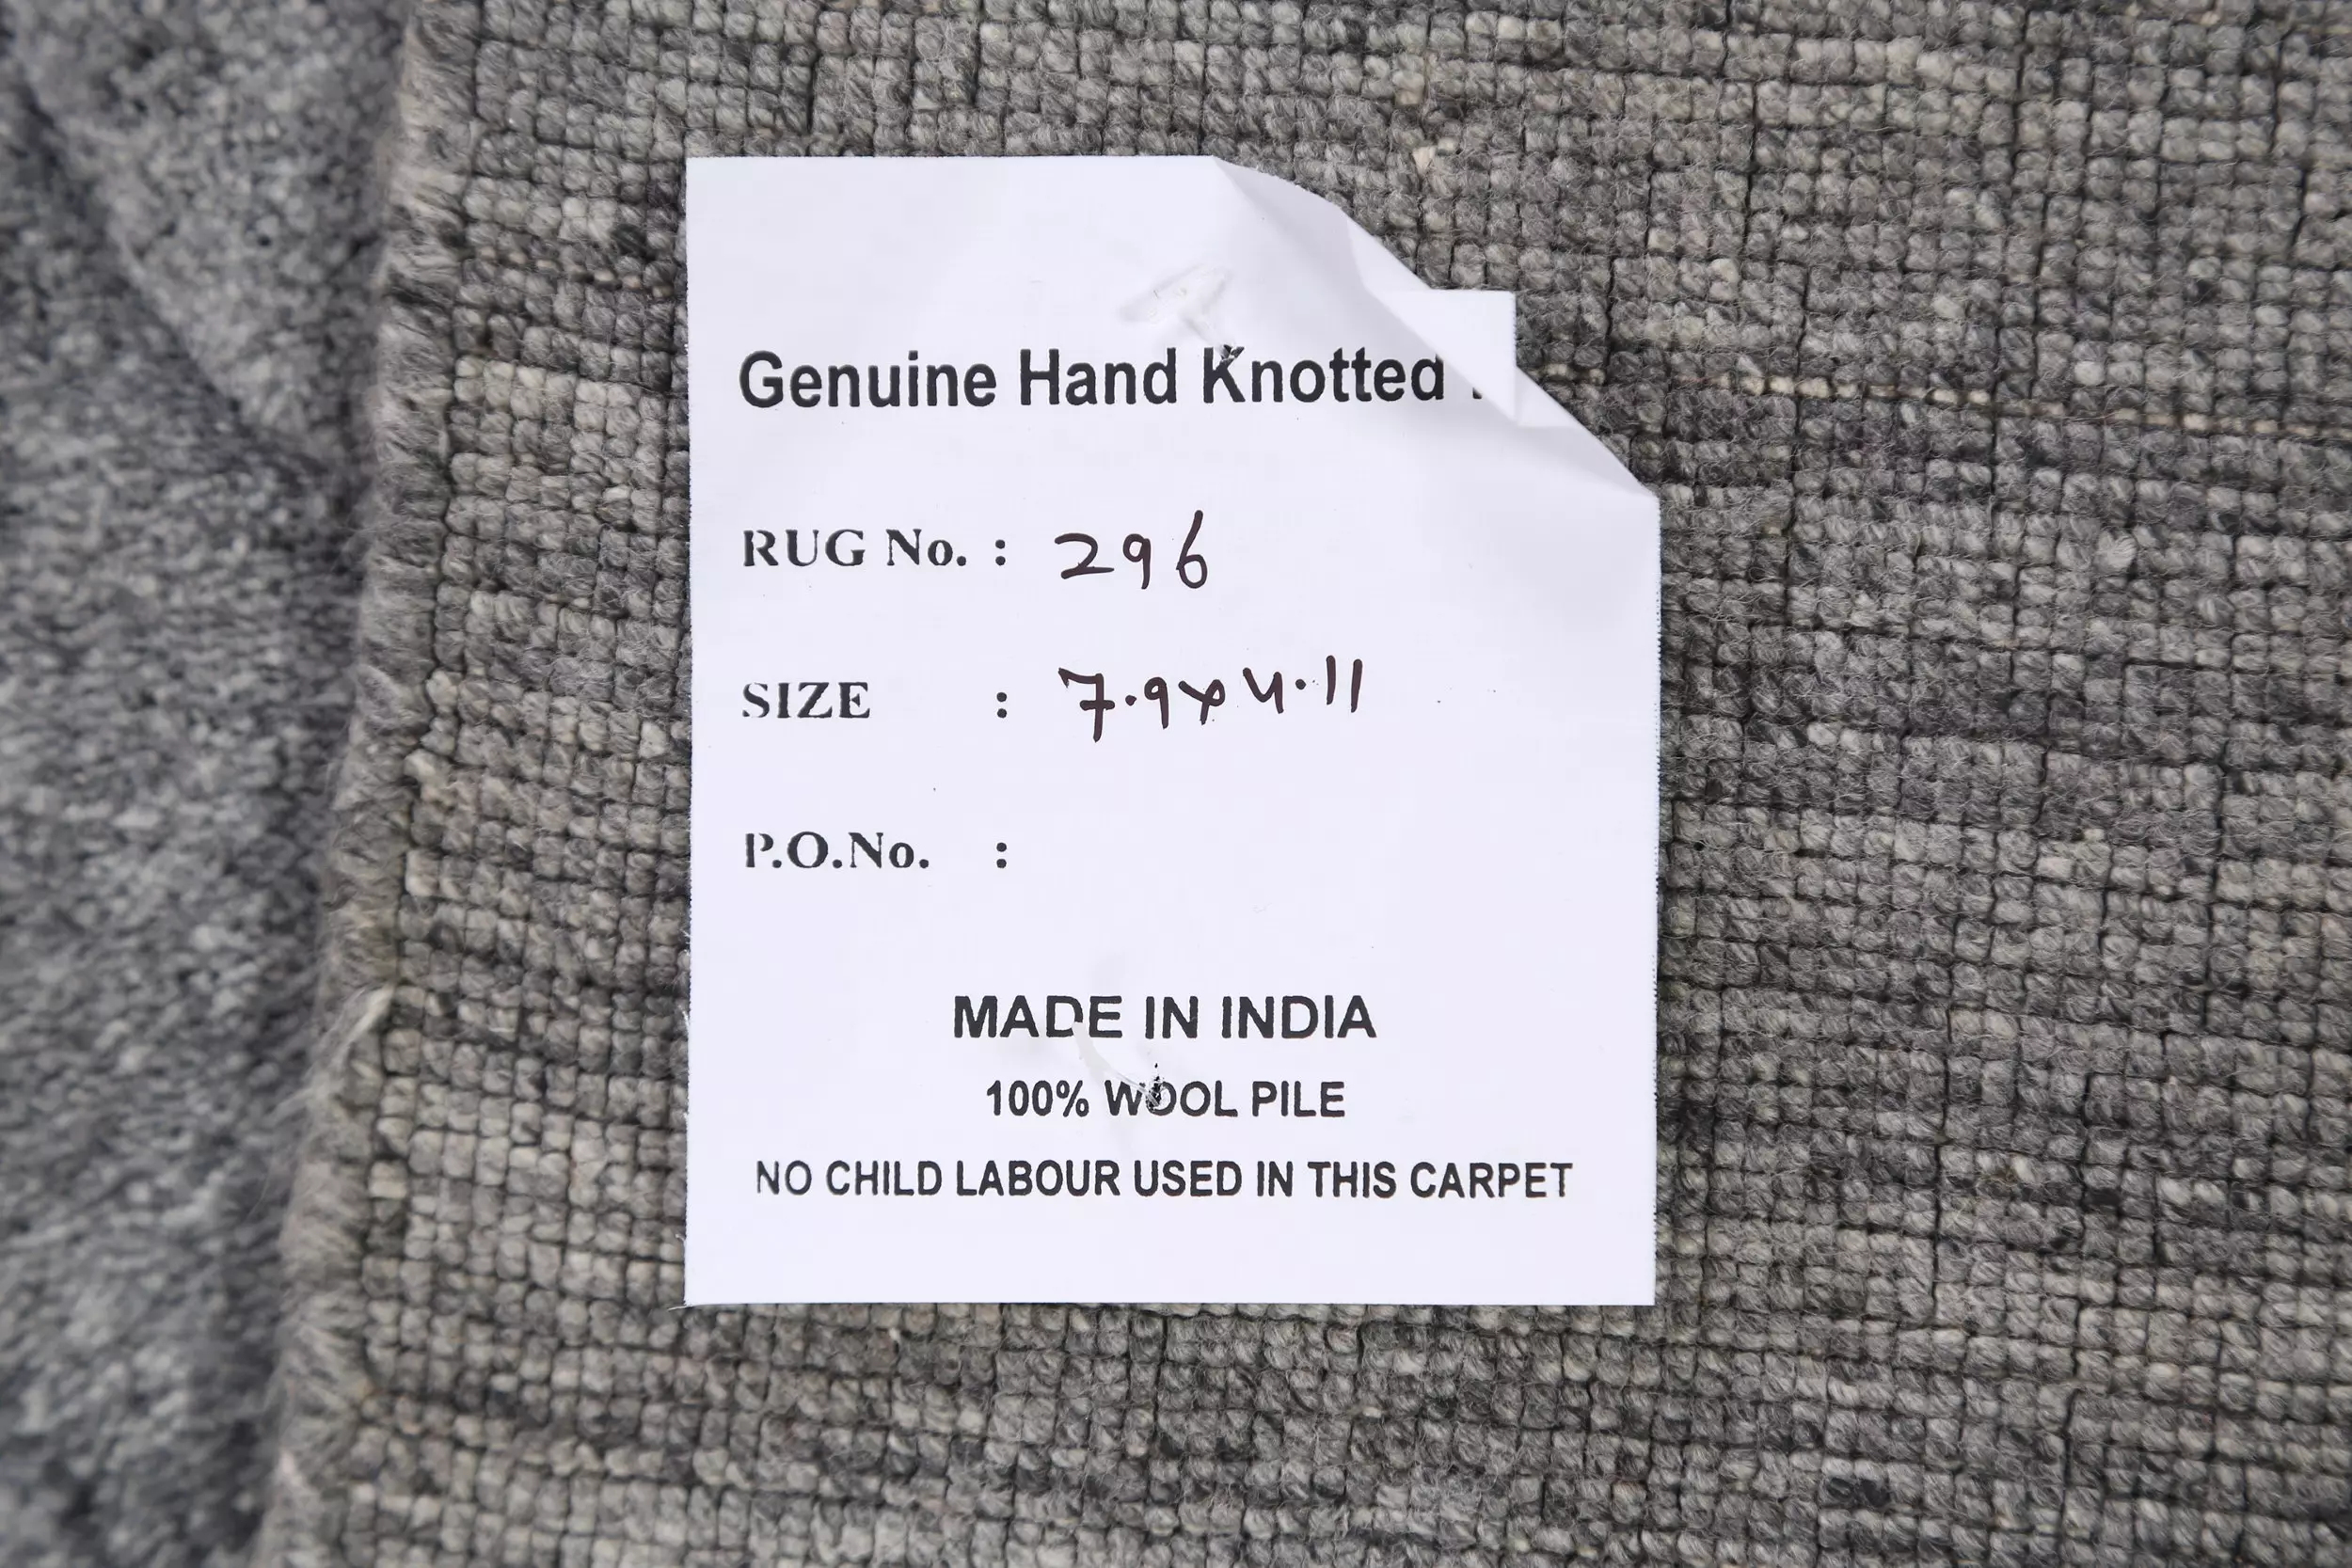 Genuine Hand Knotted
RUG No. : 296
SIZE : 7.9x4.11
P.O.No. :
MADE IN INDIA
100% WOOL PILE
NO CHILD LABOUR USED IN THIS CARPET